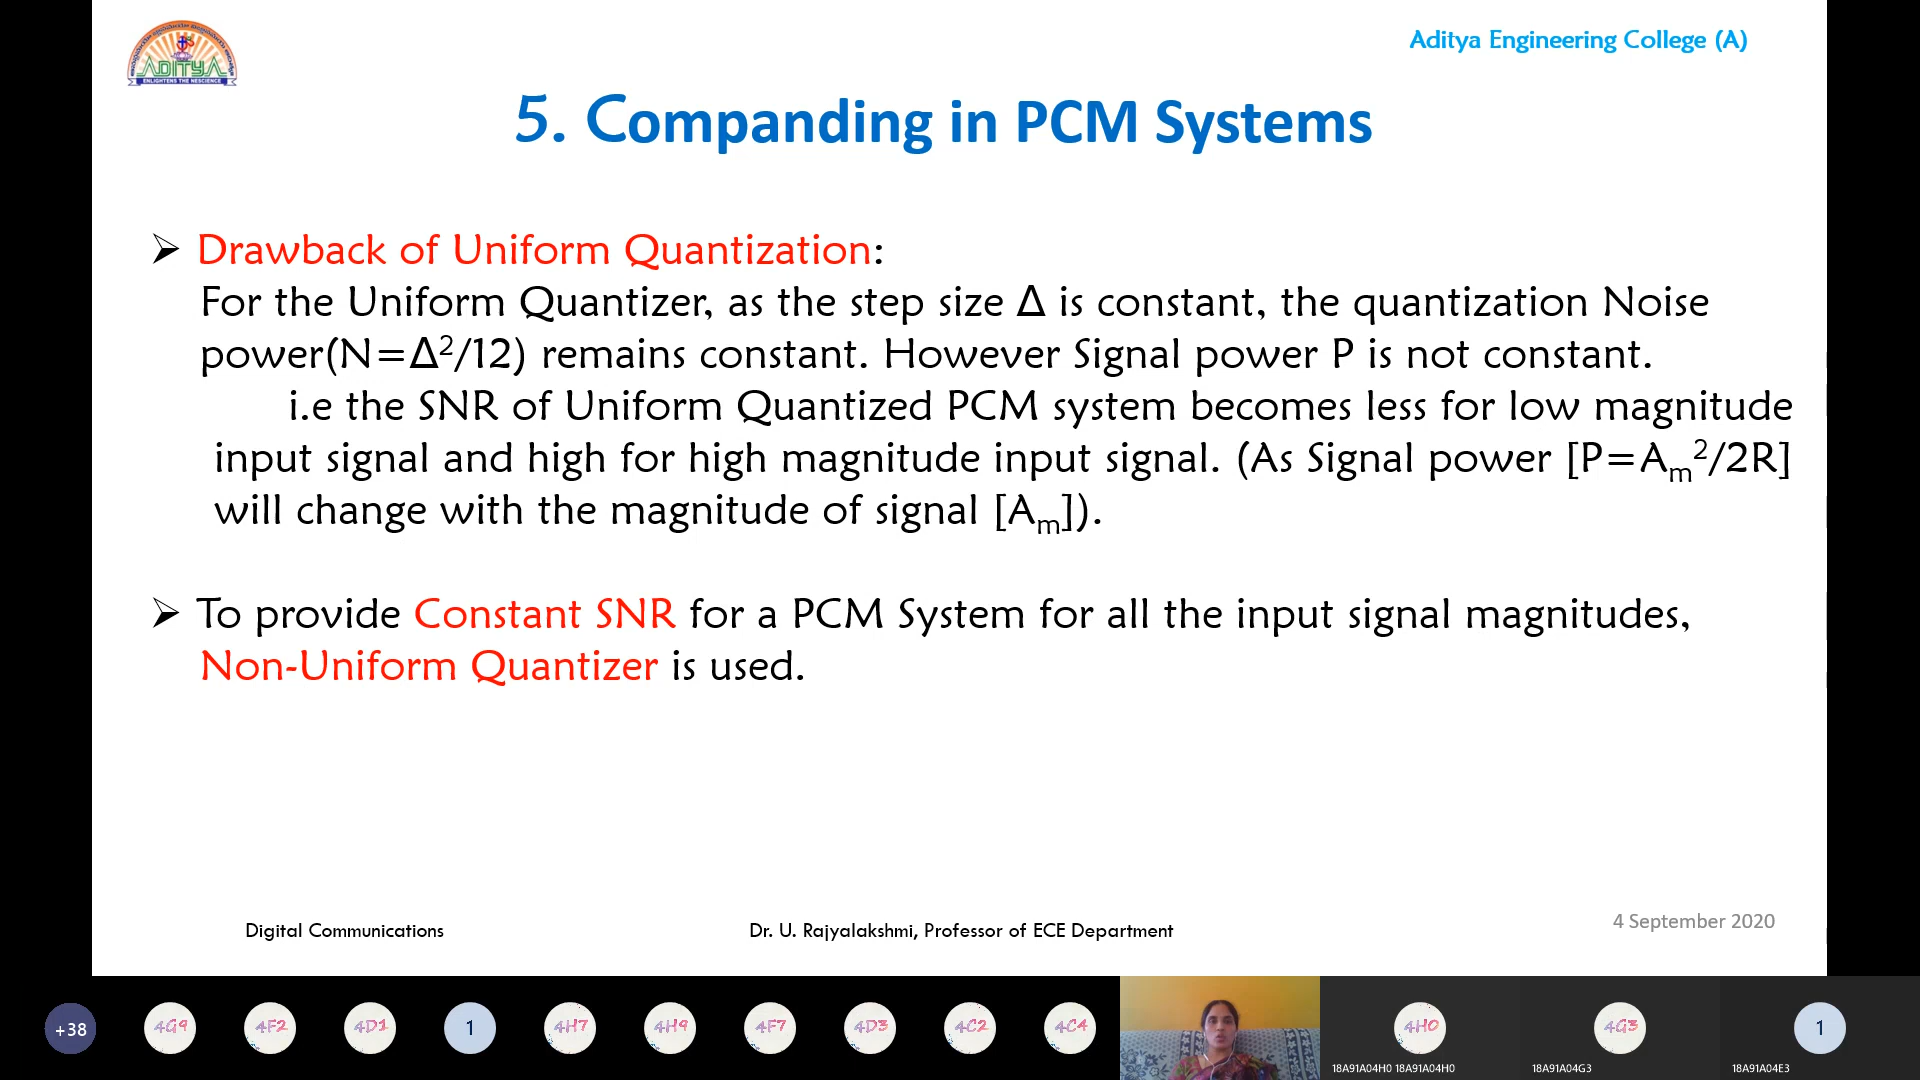 Aditya Engineering College (A)
ADITYA
ENLIGHTENS THE NESCIENCE
5. Companding in PCM Systems
➢ Drawback of Uniform Quantization:
For the Uniform Quantizer, as the step size Δ is constant, the quantization Noise
power(N=Δ²/12) remains constant. However Signal power P is not constant.
i.e the SNR of Uniform Quantized PCM system becomes less for low magnitude
input signal and high for high magnitude input signal. (As Signal power [P=Aₘ²/2R]
will change with the magnitude of signal [Aₘ]).
➢ To provide Constant SNR for a PCM System for all the input signal magnitudes,
Non-Uniform Quantizer is used.
Digital Communications
Dr. U. Rajyalakshmi, Professor of ECE Department
4 September 2020
+38
4G9
4F2
4D1
1
4H7
4H9
4F7
4D3
4C2
4C4
4H0
4G3
1
18A91A04H0 18A91A04H0
18A91A04G3
18A91A04E3